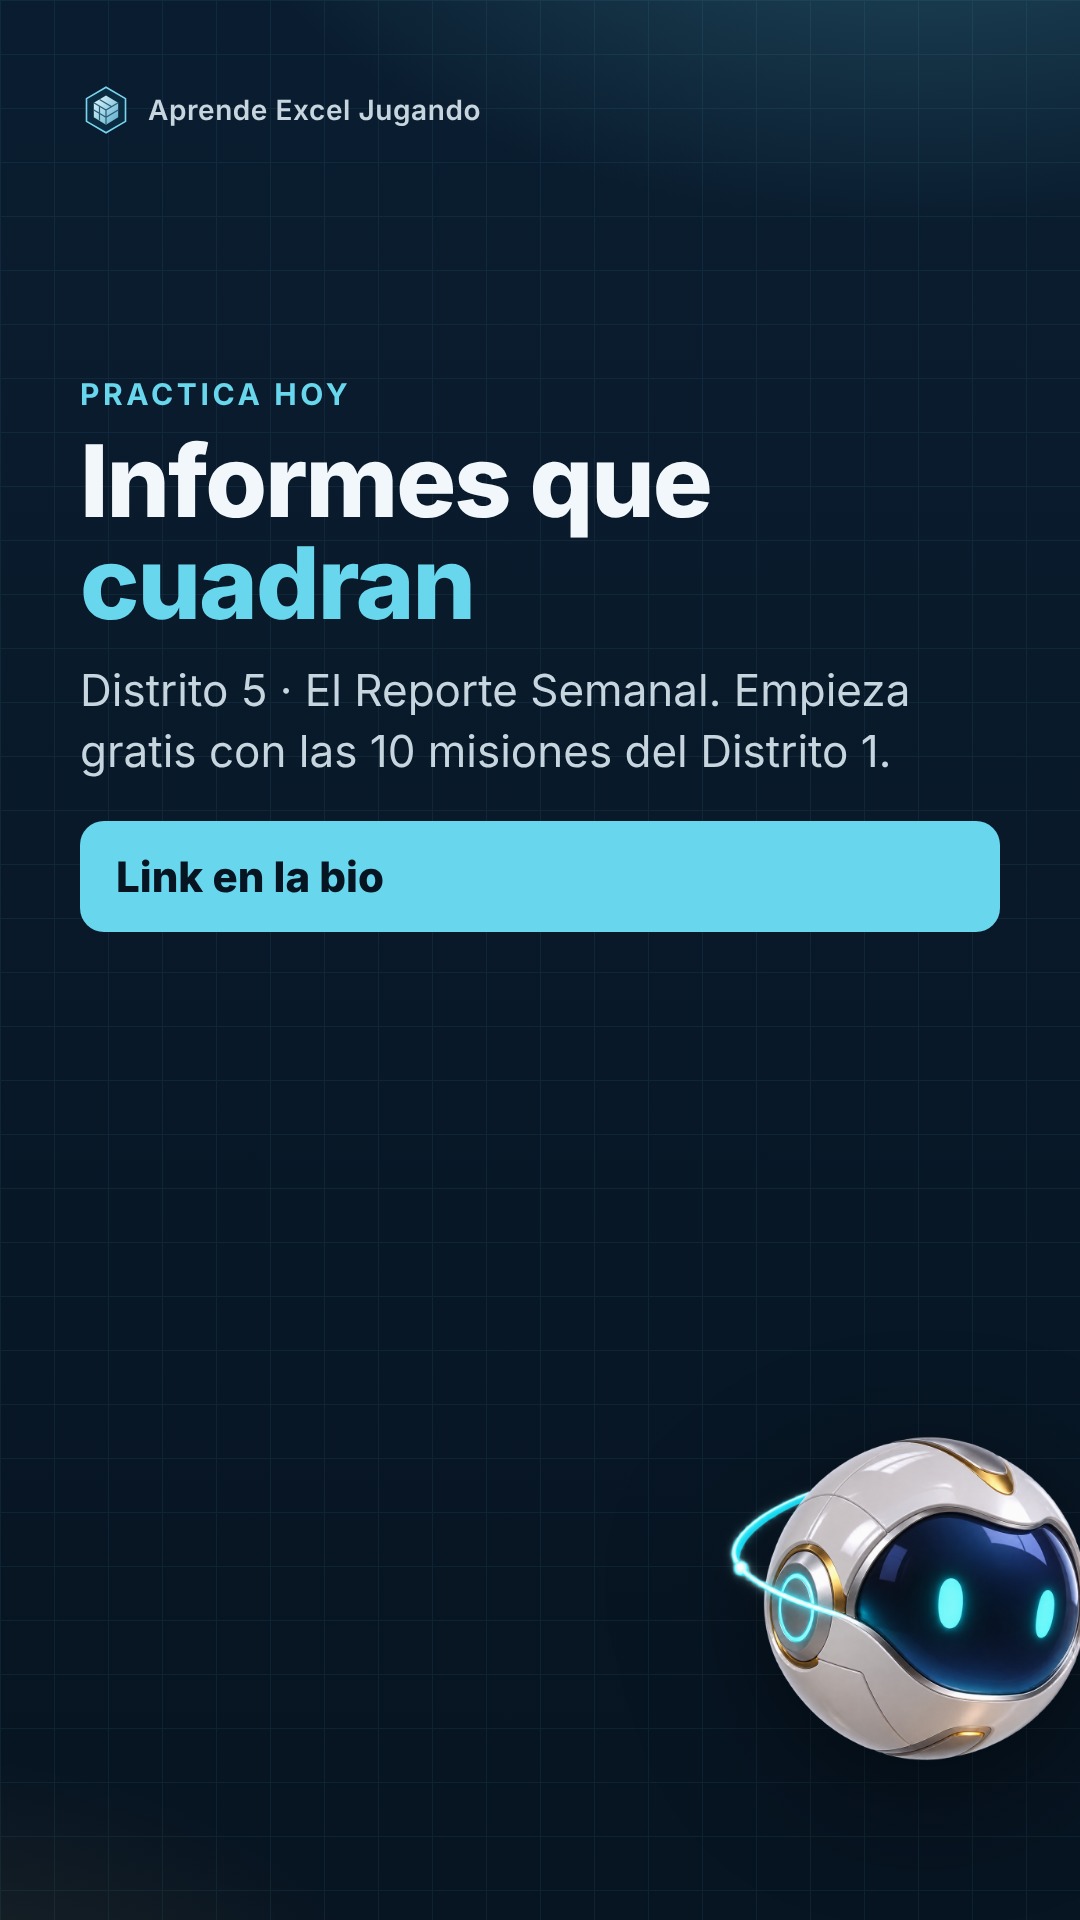 Aprende Excel Jugando
PRACTICA HOY
Informes que
cuadran
Distrito 5 · El Reporte Semanal. Empieza
gratis con las 10 misiones del Distrito 1.
Link en la bio